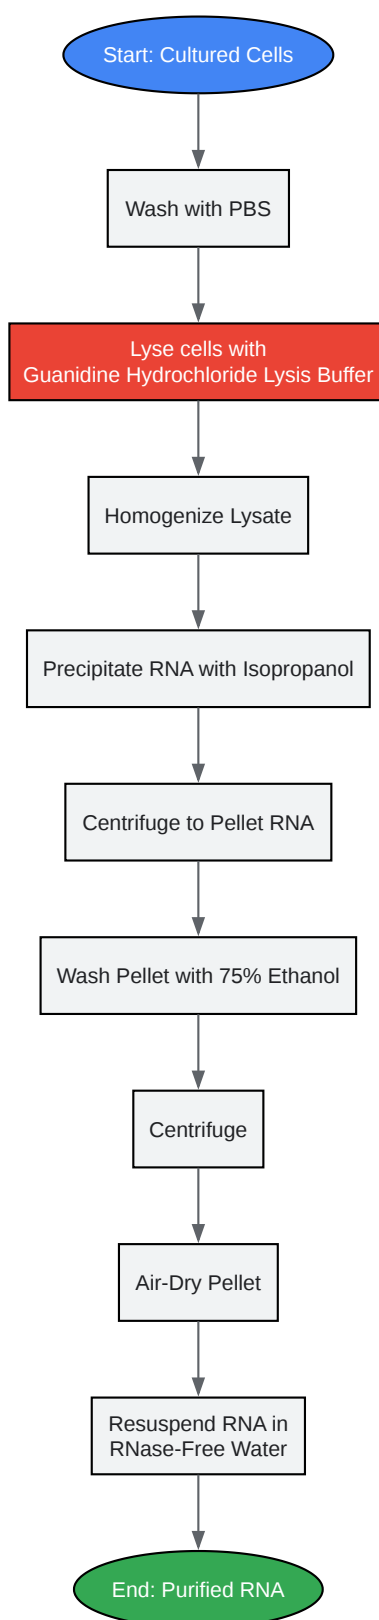 Start: Cultured Cells
Wash with PBS
Lyse cells with
Guanidine Hydrochloride Lysis Buffer
Homogenize Lysate
Precipitate RNA with Isopropanol
Centrifuge to Pellet RNA
Wash Pellet with 75% Ethanol
Centrifuge
Air-Dry Pellet
Resuspend RNA in
RNase-Free Water
End: Purified RNA